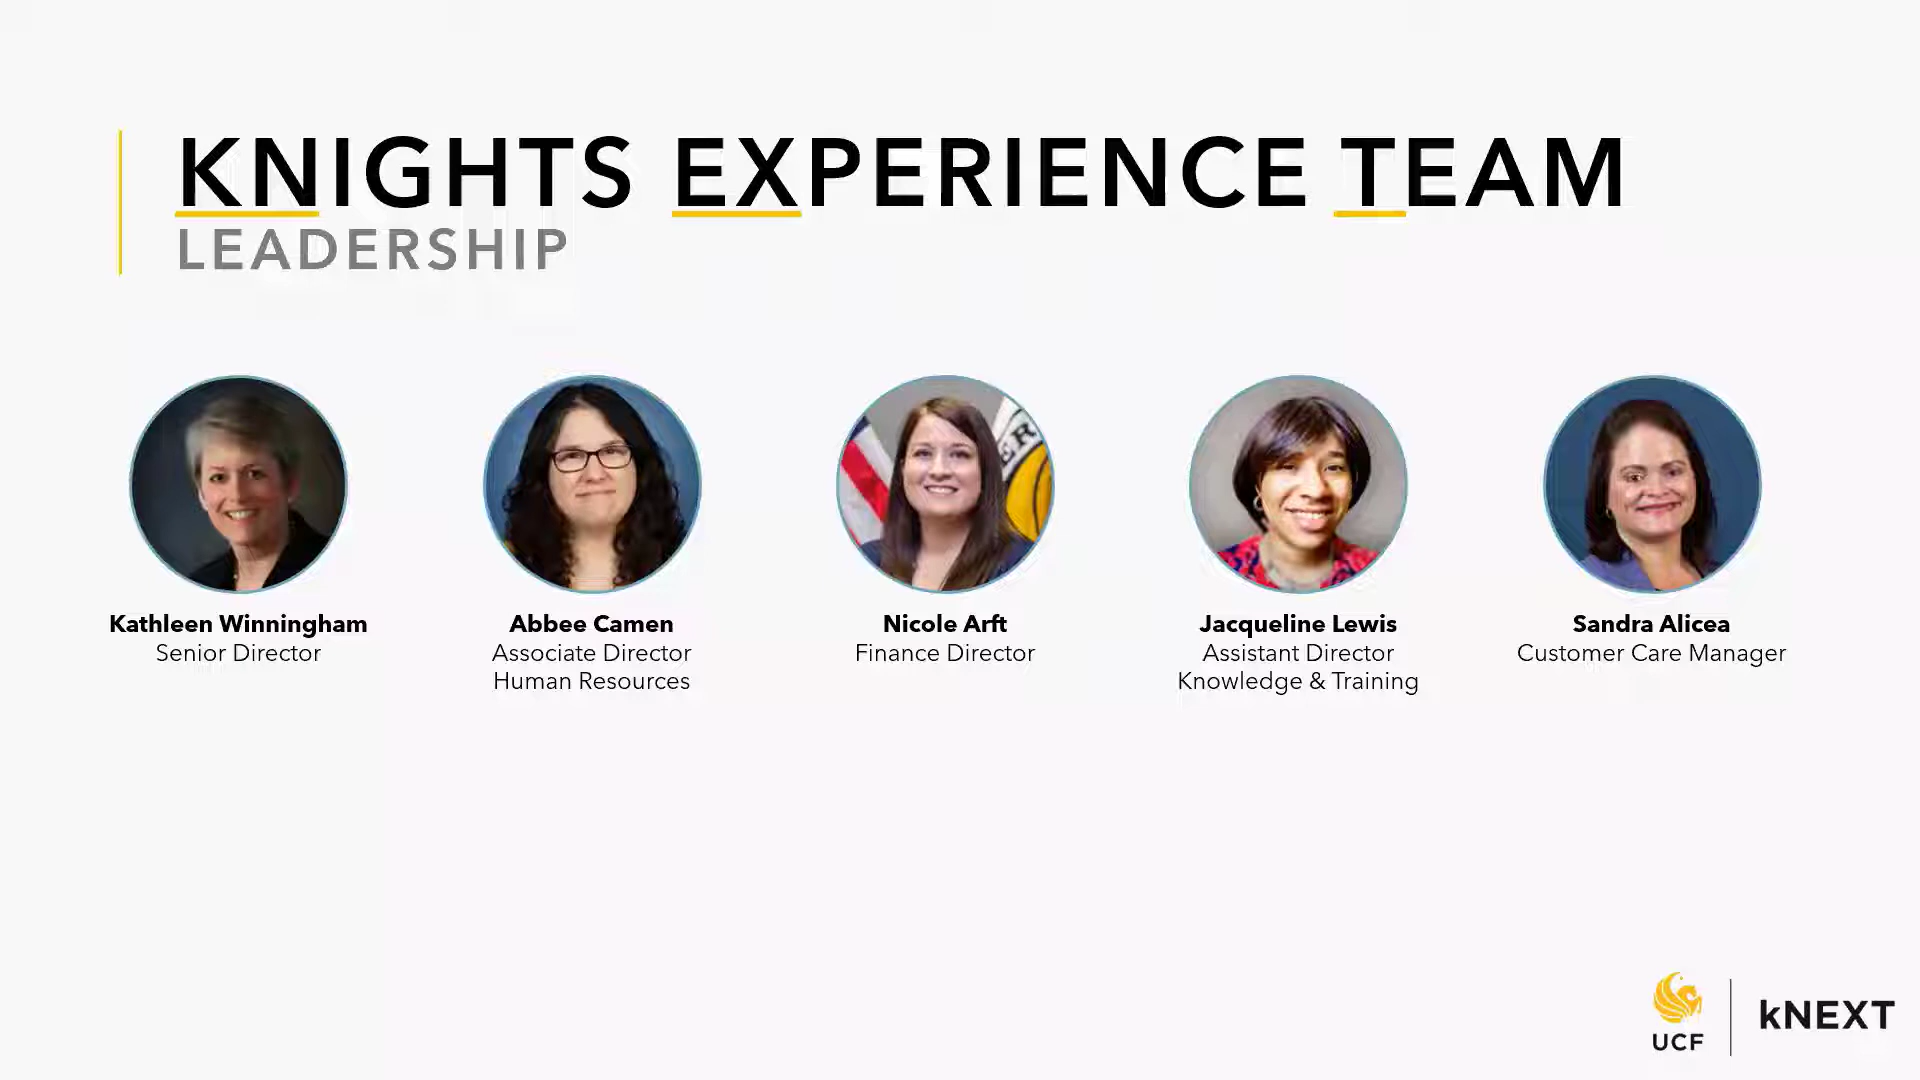 KNIGHTS EXPERIENCE TEAM
LEADERSHIP
Kathleen Winningham
Senior Director
Abbee Camen
Associate Director
Human Resources
Nicole Arft
Finance Director
Jacqueline Lewis
Assistant Director
Knowledge & Training
Sandra Alicea
Customer Care Manager
UCF
kNEXT